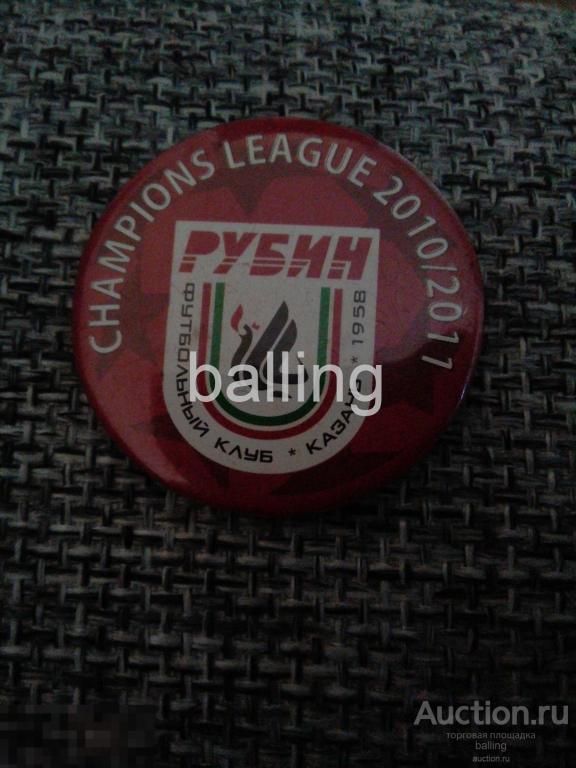 CHAMPIONS LEAGUE 2010/2011
РУБИН
ФУТБОЛЬНЫЙ КЛУБ * КАЗАНЬ * 1958
balling
Auction.ru
торговая площадка
balling
auction.ru